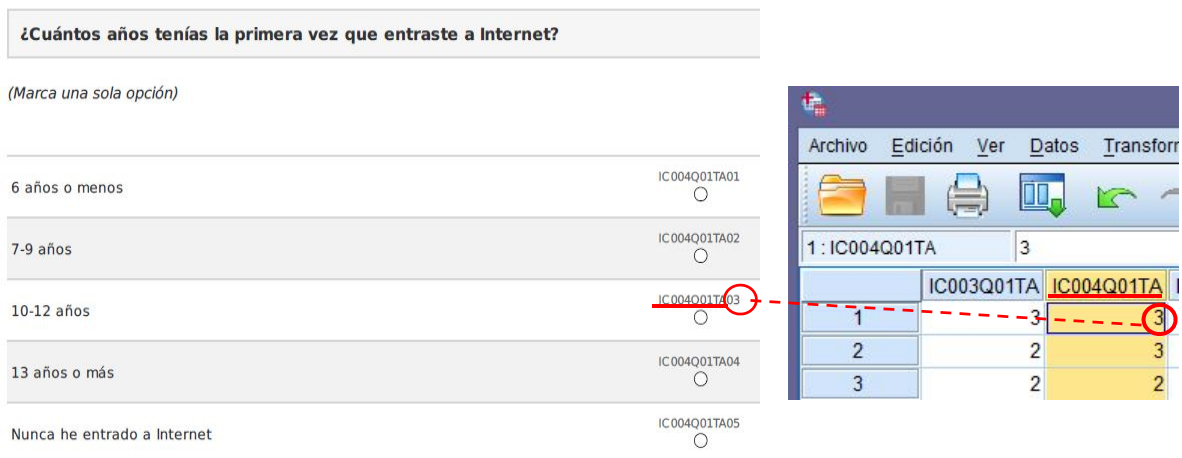 ¿Cuántos años tenías la primera vez que entraste a Internet?
(Marca una sola opción)
6 años o menos IC004Q01TA01
7-9 años IC004Q01TA02
10-12 años IC004Q01TA03
13 años o más IC004Q01TA04
Nunca he entrado a Internet IC004Q01TA05
Archivo Edición Ver Datos Transfor
1 : IC004Q01TA 3
IC003Q01TA IC004Q01TA
1 3 3
2 2 3
3 2 2